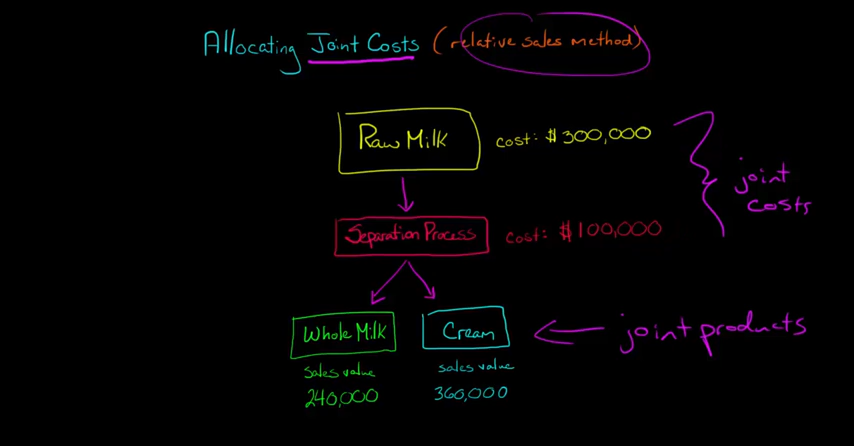 Allocating Joint Costs (relative sales method)
Raw Milk cost: $300,000
joint costs
Separation Process cost: $100,000
Whole Milk Cream joint products
sales value sales value
240,000 360,000